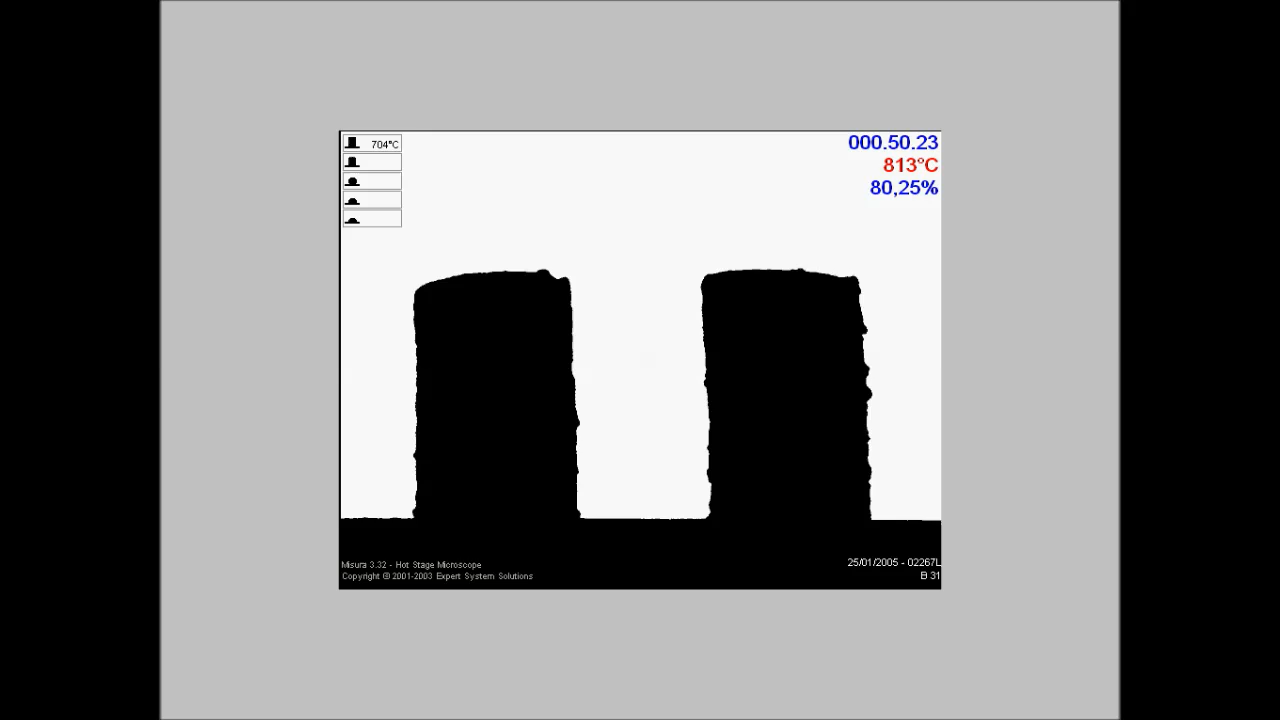 704°C
000.50.23
813°C
80,25%
Misura 3.32 - Hot Stage Microscope
Copyright © 2001-2003 Expert System Solutions
25/01/2005 - 02267L
B 31